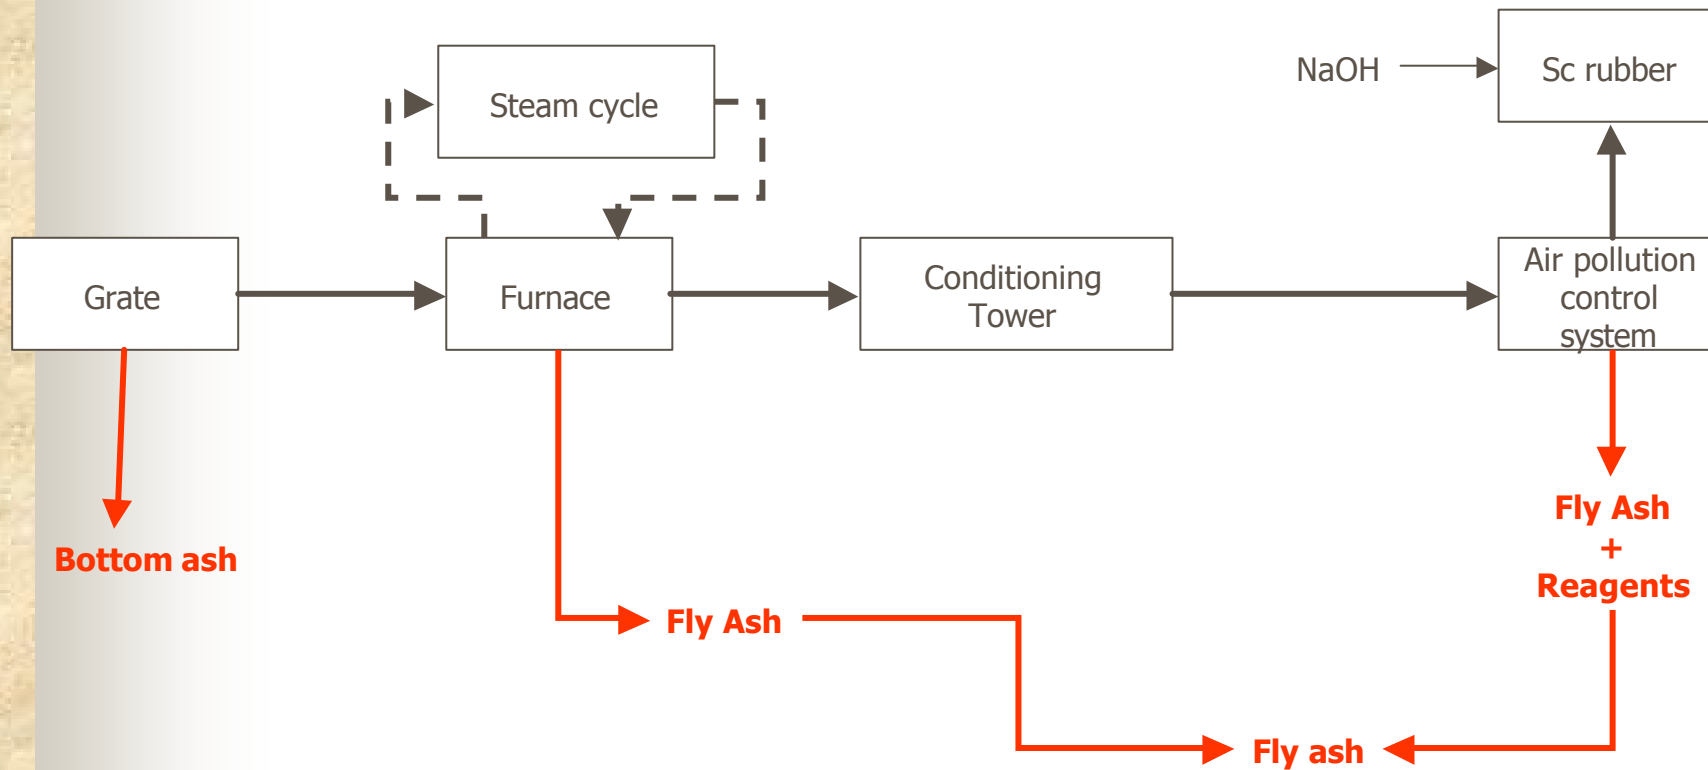 NaOH
Sc rubber
Steam cycle
Grate
Furnace
Conditioning
Tower
Air pollution
control
system
Bottom ash
Fly Ash
Fly Ash
+
Reagents
Fly ash